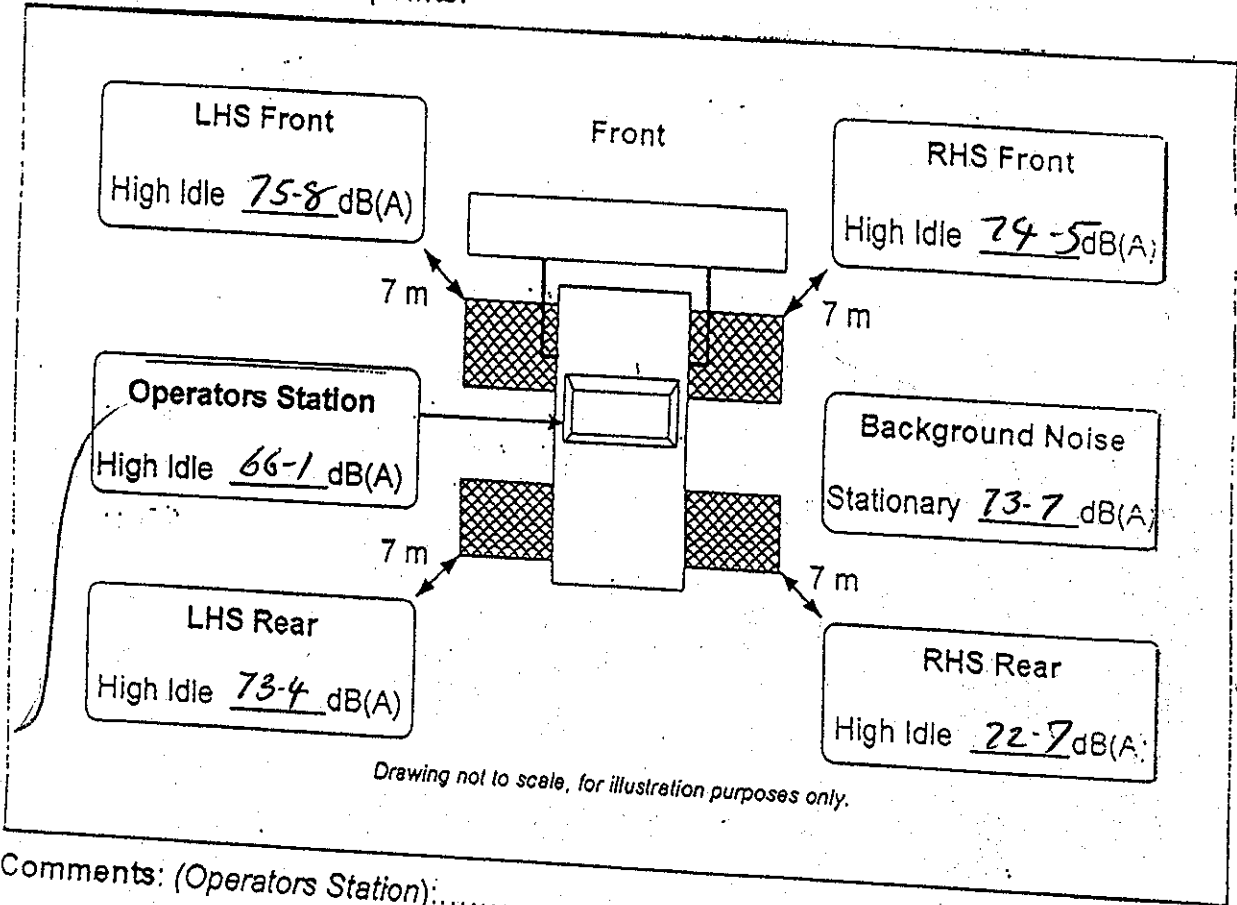 LHS Front
High Idle 75-8 dB(A)
Front
RHS Front
High Idle 74-5 dB(A)
7 m
7 m
Operators Station
High Idle 66-1 dB(A)
Background Noise
Stationary 73-7 dB(A)
7 m
7 m
LHS Rear
High Idle 73-4 dB(A)
RHS Rear
High Idle 22-7 dB(A)
Drawing not to scale, for illustration purposes only.
Comments: (Operators Station):......